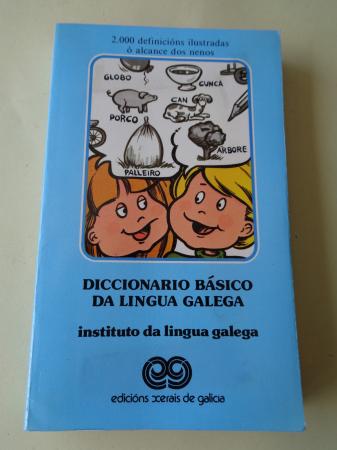 2.000 definicións ilustradas
ó alcance dos nenos
GLOBO
CUNCA
PORCO
CAN
ARBORE
PALLEIRO
DICCIONARIO BÁSICO
DA LINGUA GALEGA
instituto da lingua galega
edicións xerais de galicia